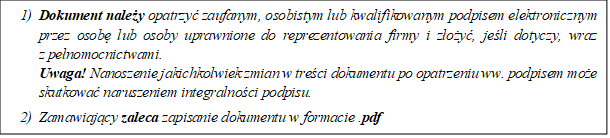 1) Dokument należy opatrzyć zaufanym, osobistym lub kwalifikowanym podpisem elektronicznym
przez osobę lub osoby uprawnione do reprezentowania firmy i złożyć, jeśli dotyczy, wraz
z pełnomocnictwami.
Uwaga! Nanoszenie jakichkolwiek zmian w treści dokumentu po opatrzeniu ww. podpisem może
skutkować naruszeniem integralności podpisu.
2) Zamawiający zaleca zapisanie dokumentu w formacie .pdf